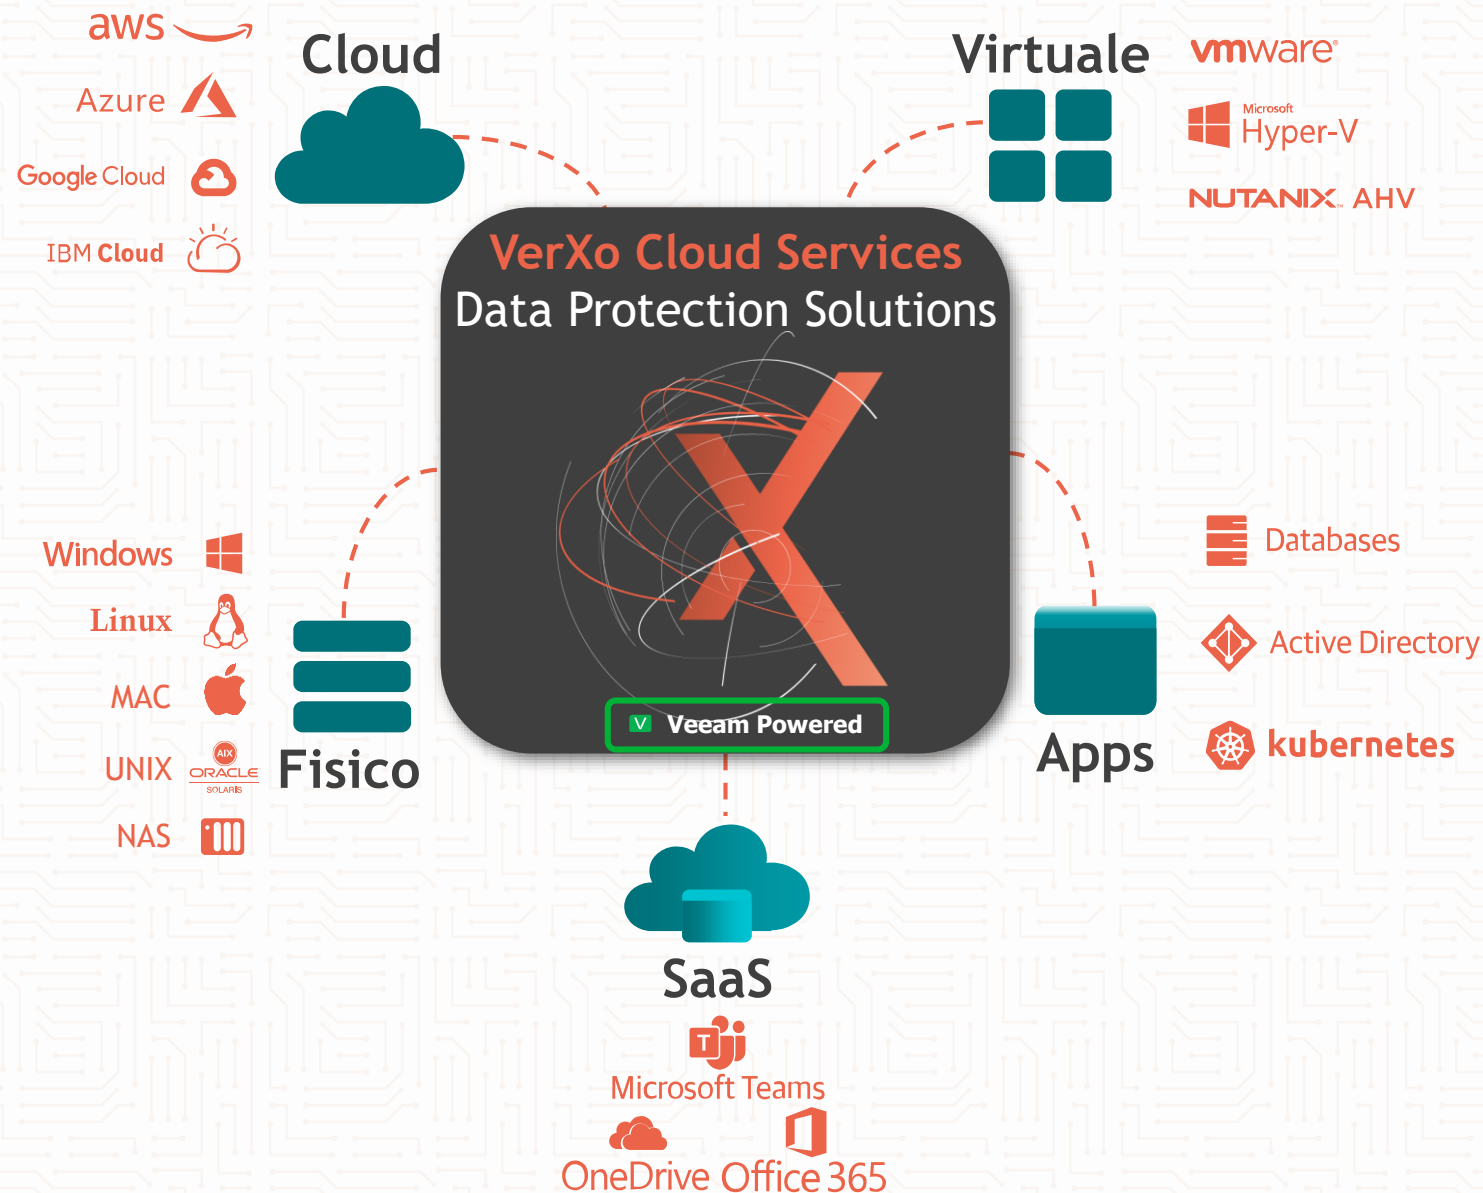 aws
Azure
Google Cloud
IBM Cloud
Cloud
Virtuale
vmware®
Microsoft
Hyper-V
NUTANIX™ AHV
VerXo Cloud Services
Data Protection Solutions
X
V Veeam Powered
Windows
Linux
MAC
UNIX
AIX
ORACLE
SOLARIS
NAS
Fisico
Databases
Active Directory
kubernetes
Apps
SaaS
T
Microsoft Teams
OneDrive Office 365